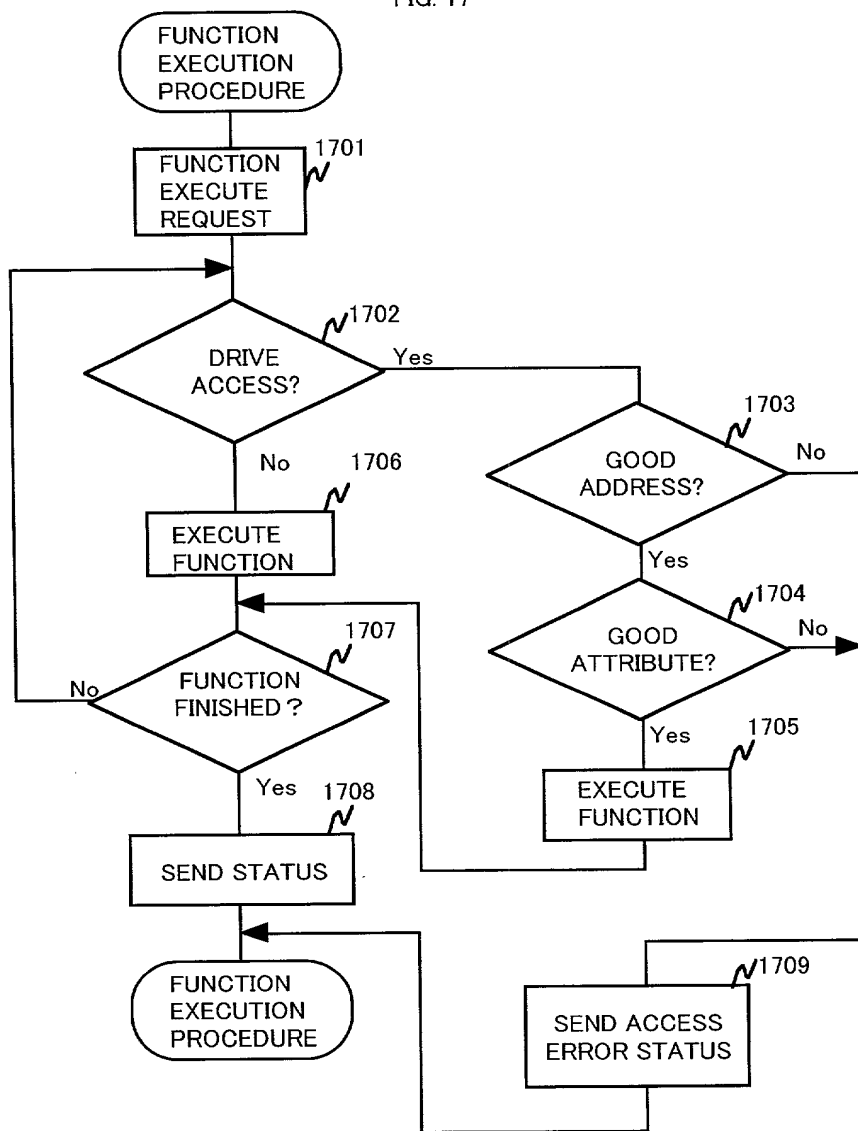 FIG. 17
FUNCTION
EXECUTION
PROCEDURE
1701
FUNCTION
EXECUTE
REQUEST
1702
DRIVE
ACCESS?
Yes
No
1703
GOOD
ADDRESS?
No
Yes
1706
EXECUTE
FUNCTION
1704
GOOD
ATTRIBUTE?
No
Yes
1707
FUNCTION
FINISHED?
No
Yes
1705
EXECUTE
FUNCTION
1708
SEND STATUS
1709
SEND ACCESS
ERROR STATUS
FUNCTION
EXECUTION
PROCEDURE